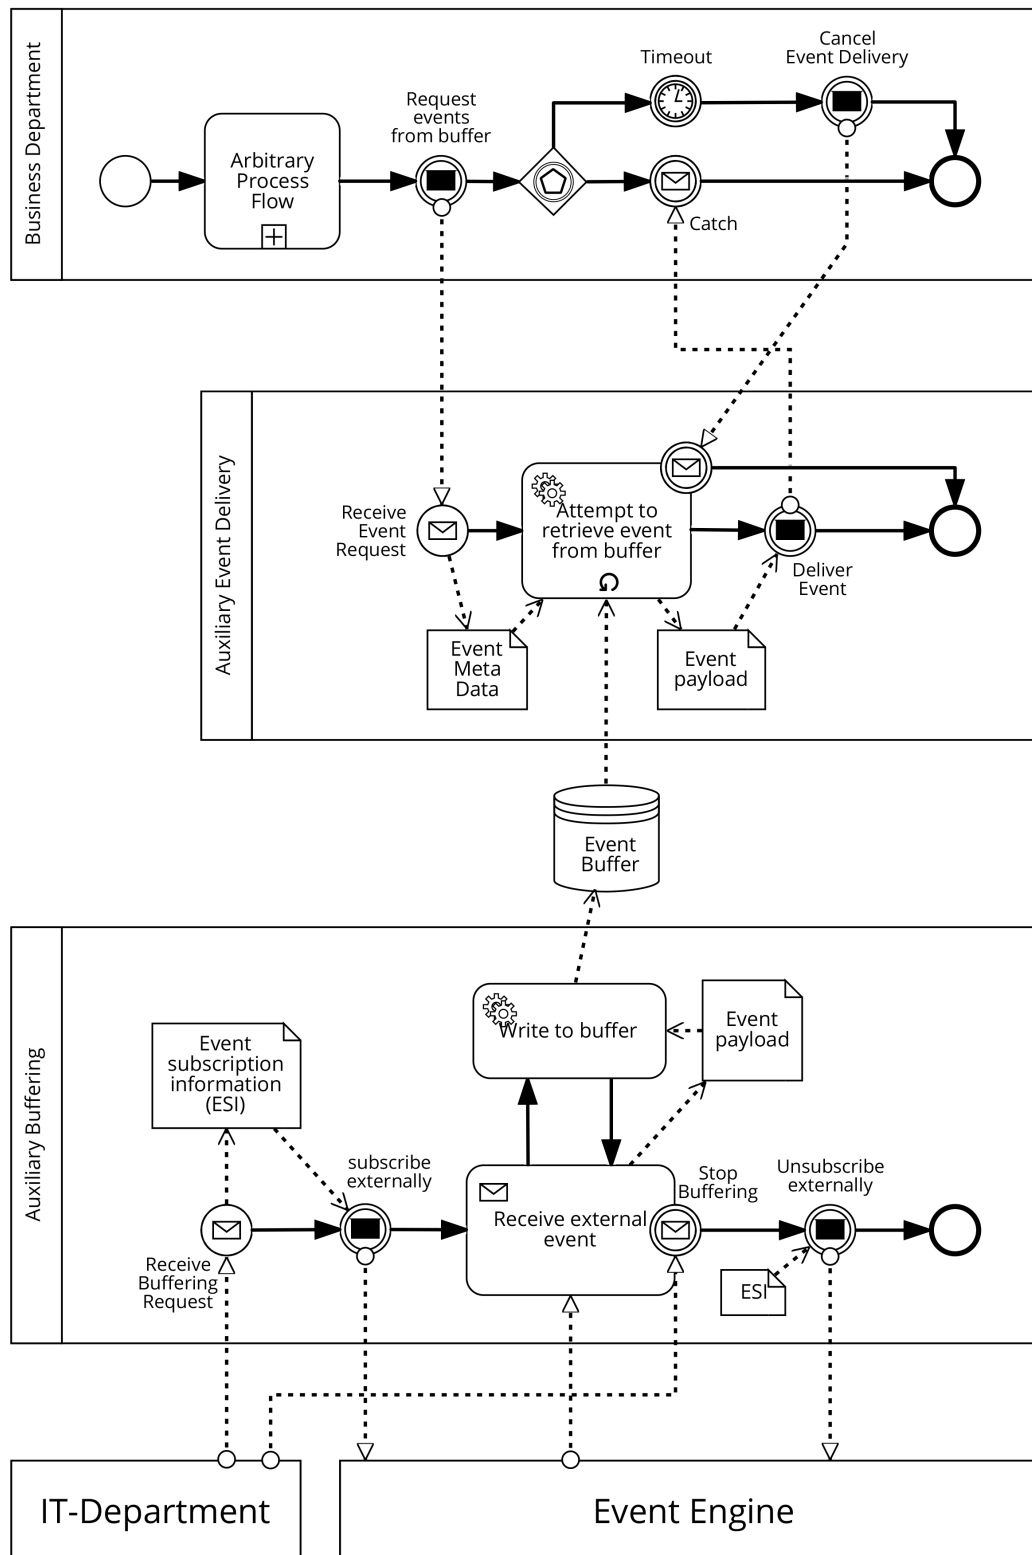 Business Department
Timeout
Cancel
Event Delivery
Request
events
from buffer
Arbitrary
Process
Flow
Catch
Auxiliary Event Delivery
Receive
Event
Request
Attempt to
retrieve event
from buffer
Deliver
Event
Event
Meta
Data
Event
payload
Event
Buffer
Auxiliary Buffering
Write to buffer
Event
payload
Event
subscription
information
(ESI)
subscribe
externally
Stop
Buffering
Unsubscribe
externally
Receive external
event
Receive
Buffering
Request
ESI
IT-Department
Event Engine